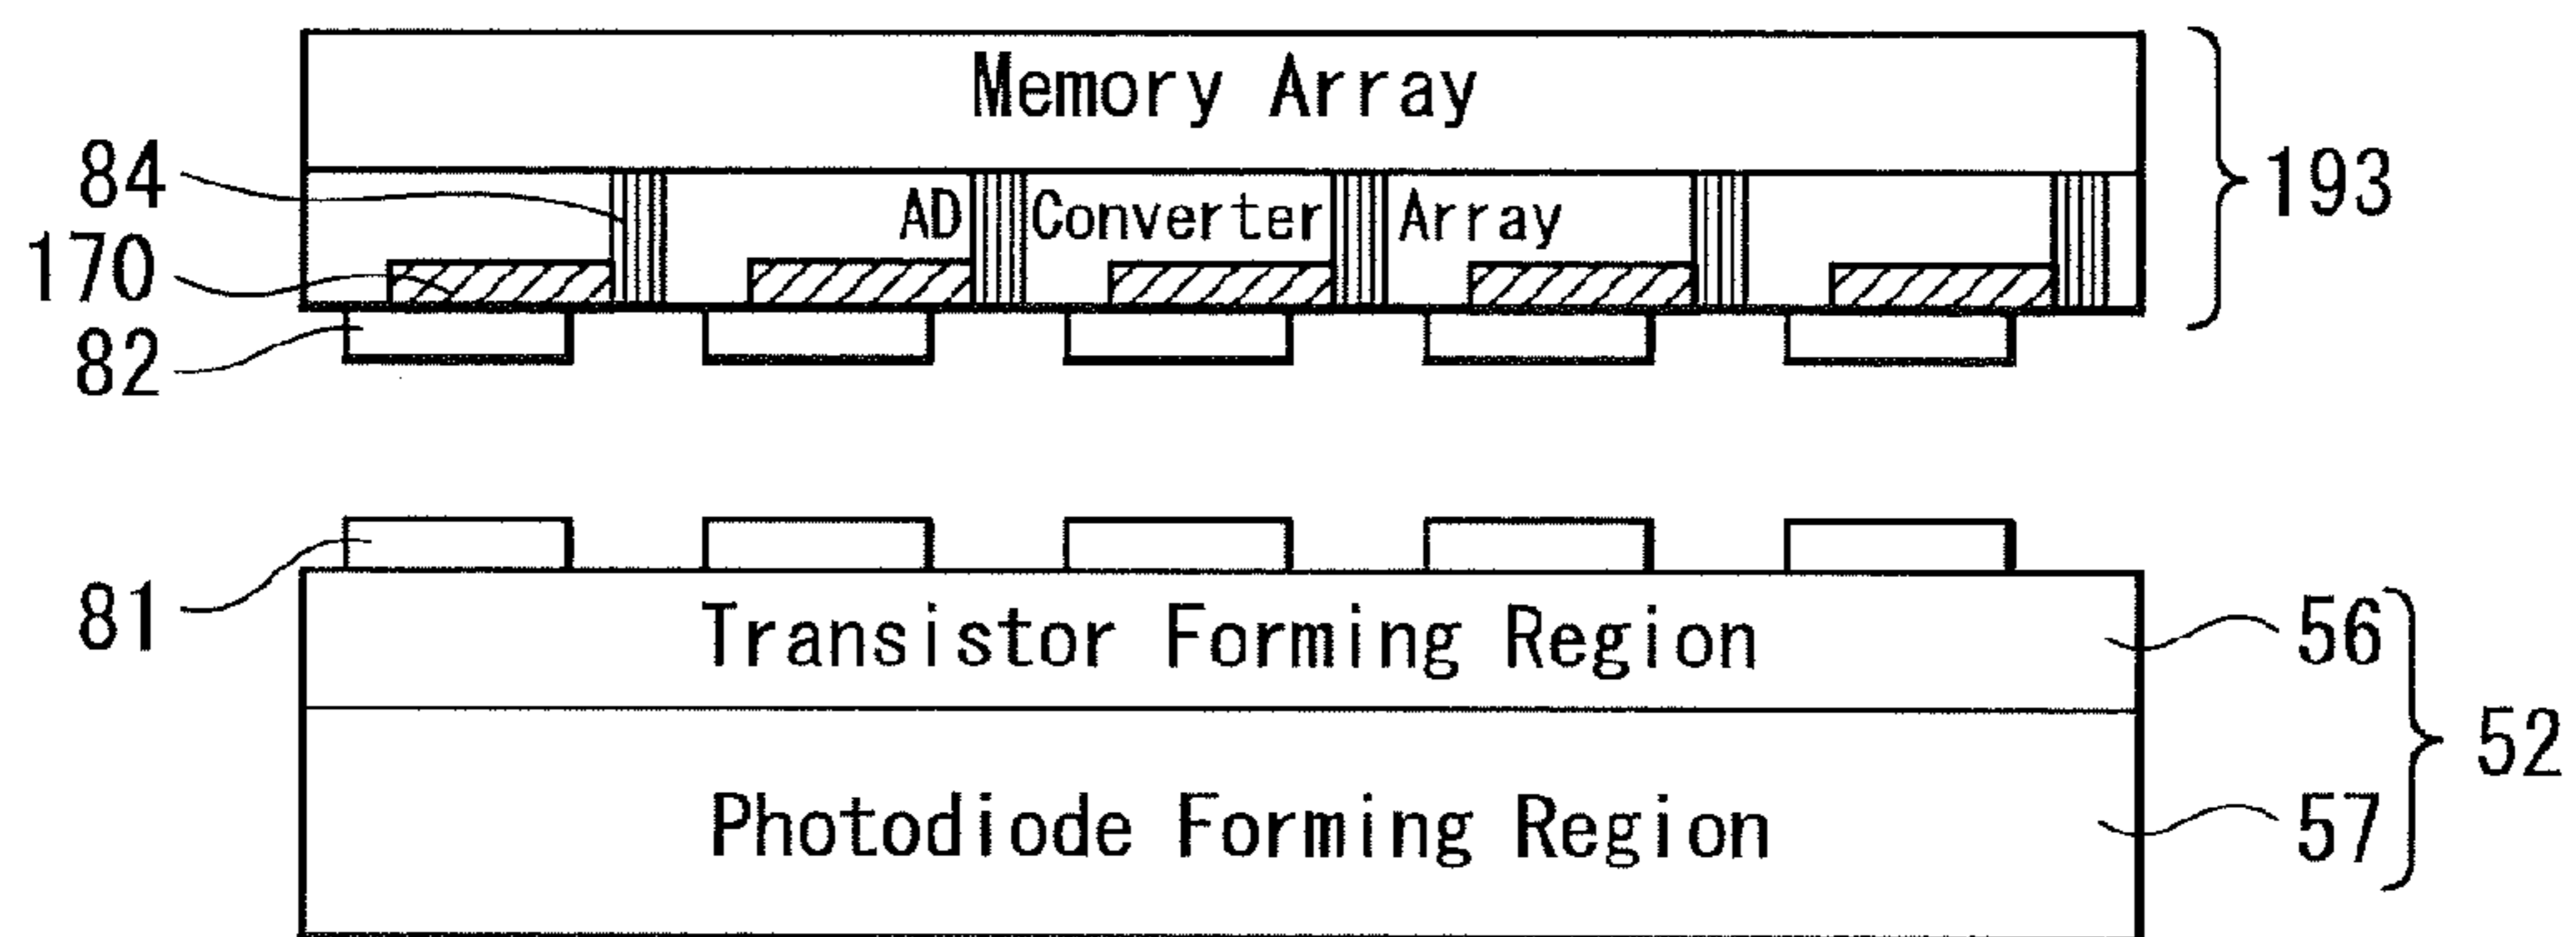 Memory Array
84
193
AD Converter Array
170
82
81
Transistor Forming Region
56
52
Photodiode Forming Region
57